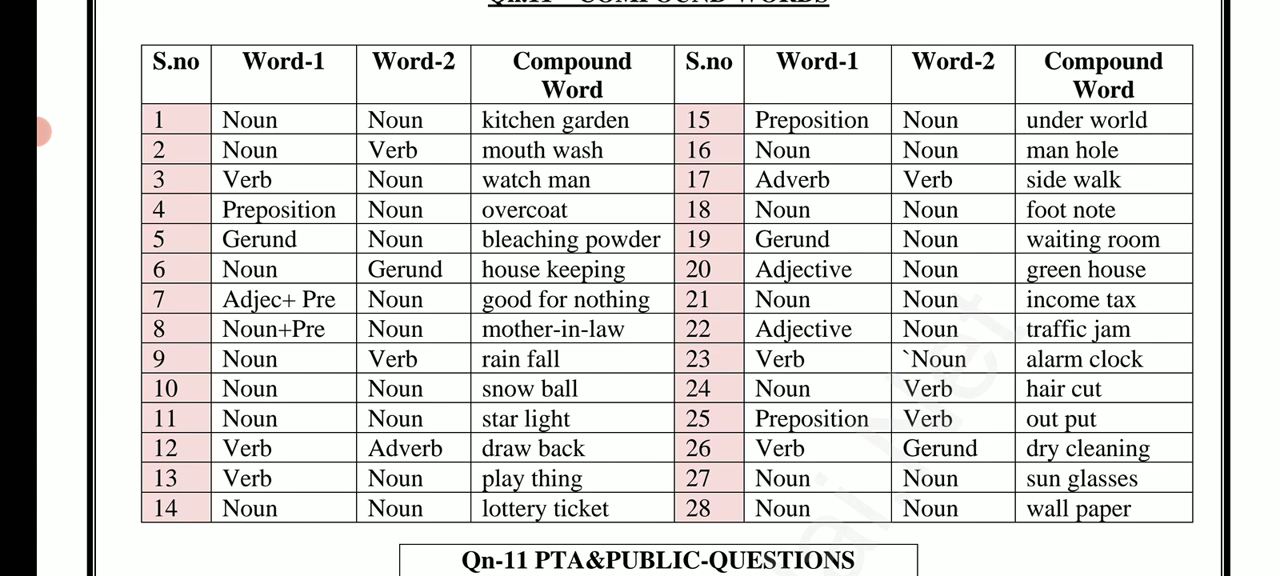 Qn.11 – COMPOUND WORDS
S.no Word-1 Word-2 Compound Word S.no Word-1 Word-2 Compound Word
1 Noun Noun kitchen garden 15 Preposition Noun under world
2 Noun Verb mouth wash 16 Noun Noun man hole
3 Verb Noun watch man 17 Adverb Verb side walk
4 Preposition Noun overcoat 18 Noun Noun foot note
5 Gerund Noun bleaching powder 19 Gerund Noun waiting room
6 Noun Gerund house keeping 20 Adjective Noun green house
7 Adjec+ Pre Noun good for nothing 21 Noun Noun income tax
8 Noun+Pre Noun mother-in-law 22 Adjective Noun traffic jam
9 Noun Verb rain fall 23 Verb `Noun alarm clock
10 Noun Noun snow ball 24 Noun Verb hair cut
11 Noun Noun star light 25 Preposition Verb out put
12 Verb Adverb draw back 26 Verb Gerund dry cleaning
13 Verb Noun play thing 27 Noun Noun sun glasses
14 Noun Noun lottery ticket 28 Noun Noun wall paper
Qn-11 PTA&PUBLIC-QUESTIONS